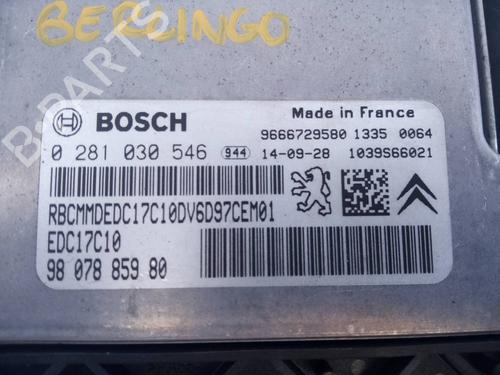 BERLINGO
B-PARTS
BOSCH
Made in France
9666729580 1335 0064
0 281 030 546 944 14-09-28 1039S66021
RBCMMDEDC17C10DV6D97CEM01
EDC17C10
98 078 859 80